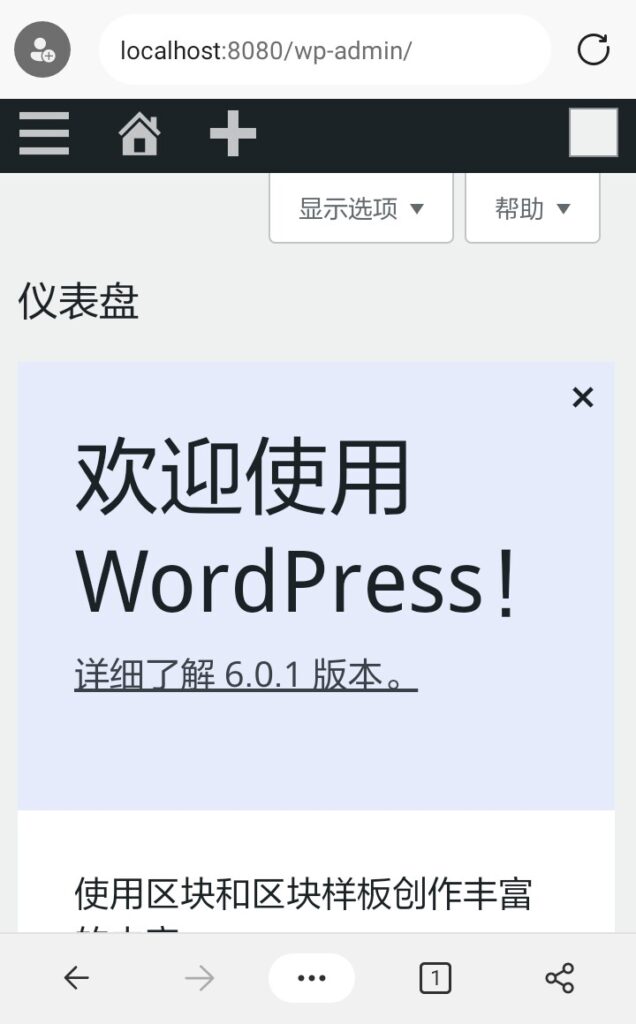 localhost:8080/wp-admin/
显示选项 帮助
仪表盘
欢迎使用
WordPress！
详细了解 6.0.1 版本。
使用区块和区块样板创作丰富
1